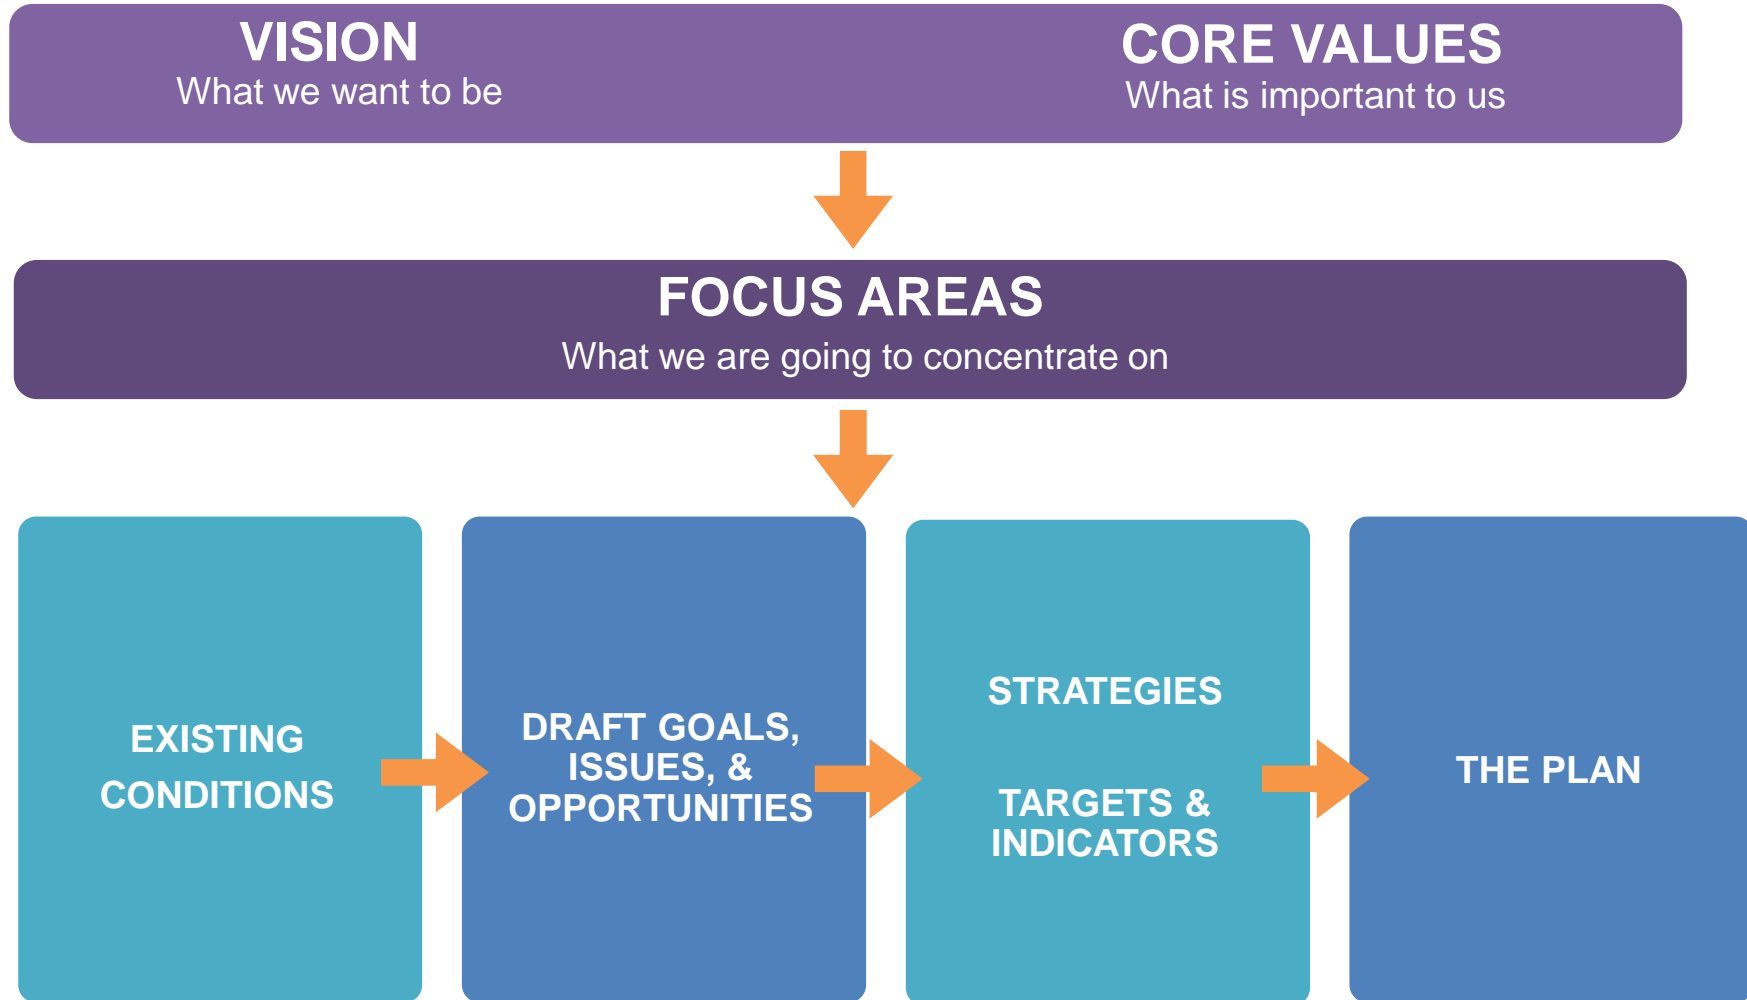 VISION
What we want to be
CORE VALUES
What is important to us
FOCUS AREAS
What we are going to concentrate on
EXISTING
CONDITIONS
DRAFT GOALS,
ISSUES, &
OPPORTUNITIES
STRATEGIES
TARGETS &
INDICATORS
THE PLAN